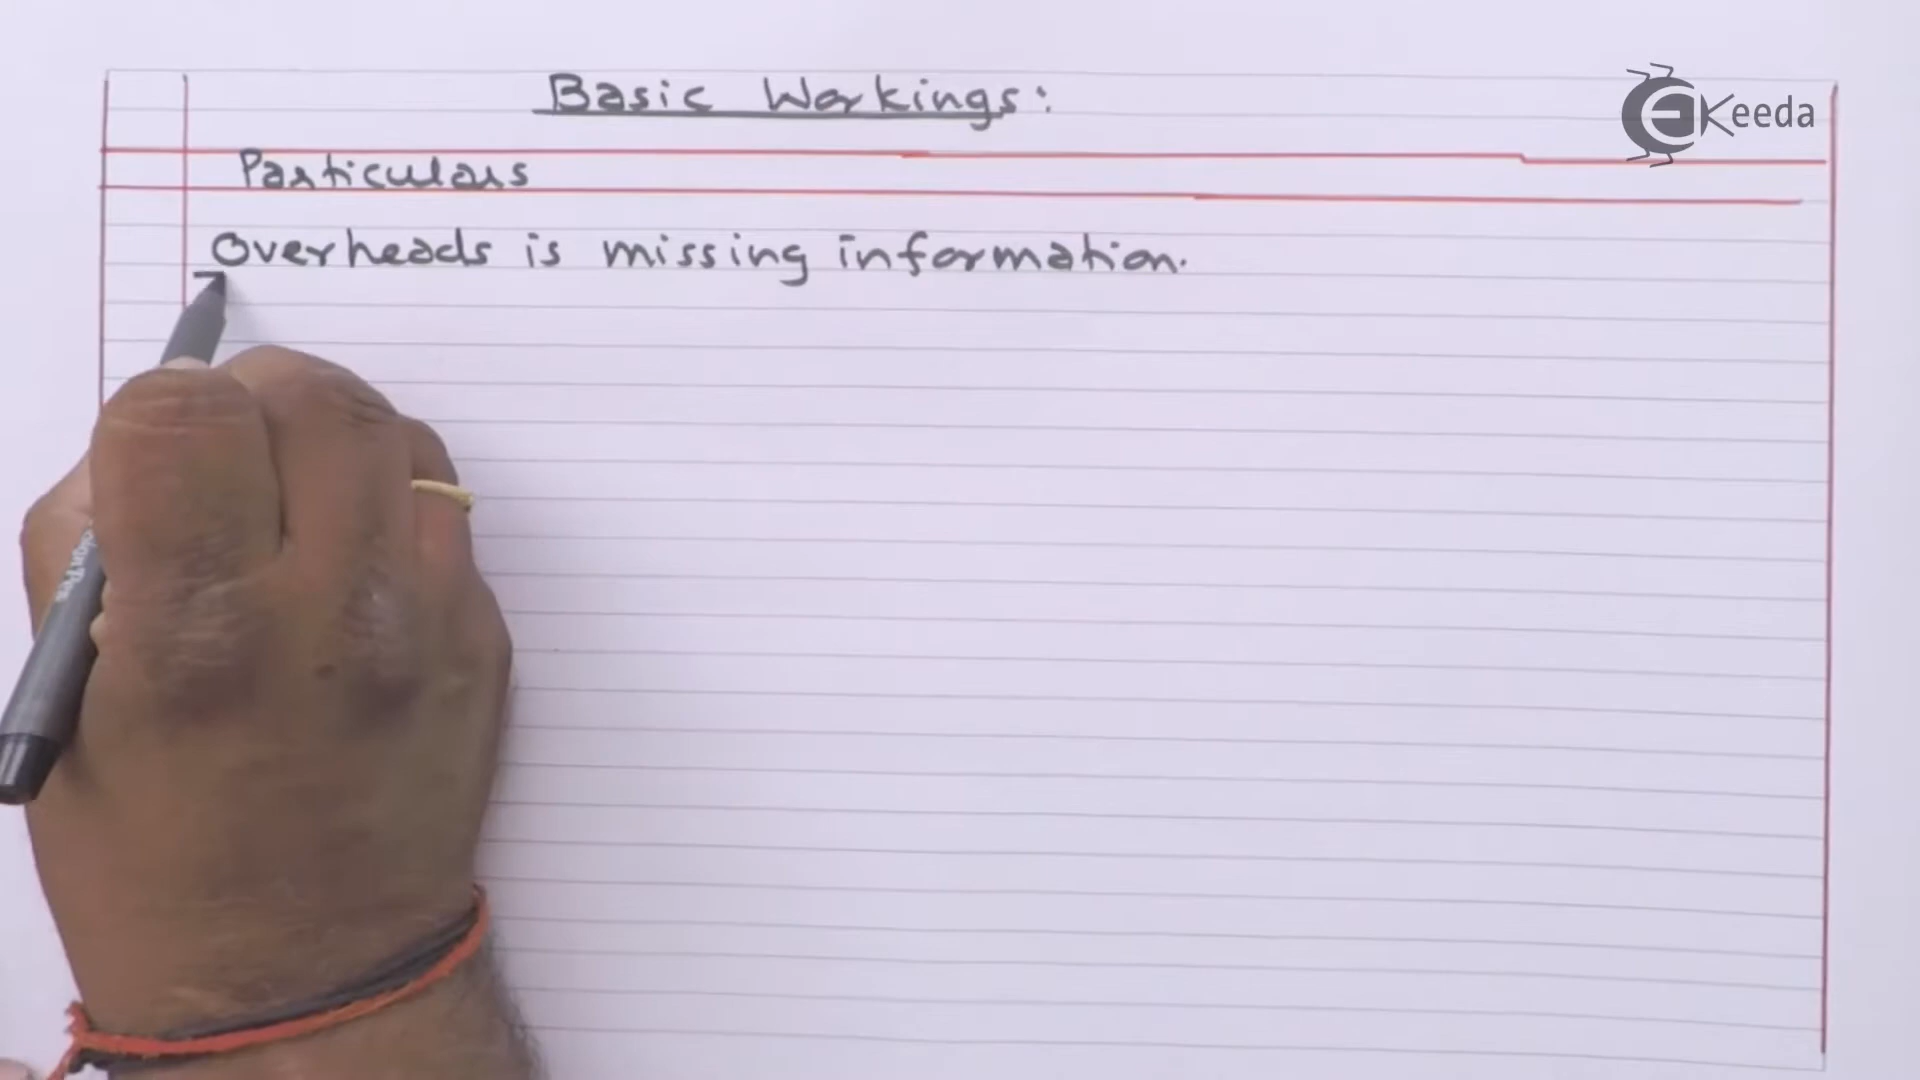 Basic Workings:
EKeeda
Particulars
Overheads is missing information.